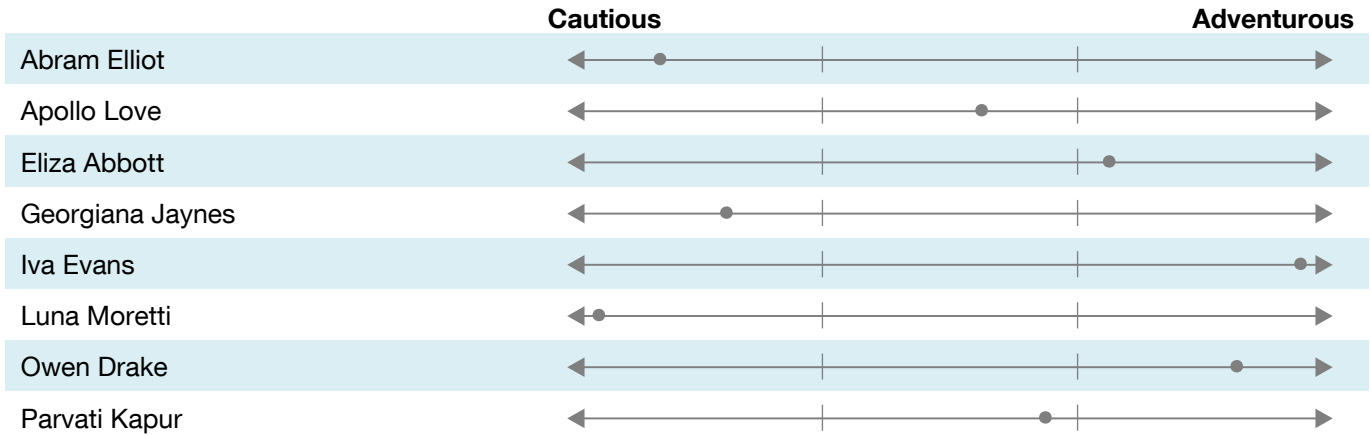 Cautious Adventurous
Abram Elliot
Apollo Love
Eliza Abbott
Georgiana Jaynes
Iva Evans
Luna Moretti
Owen Drake
Parvati Kapur